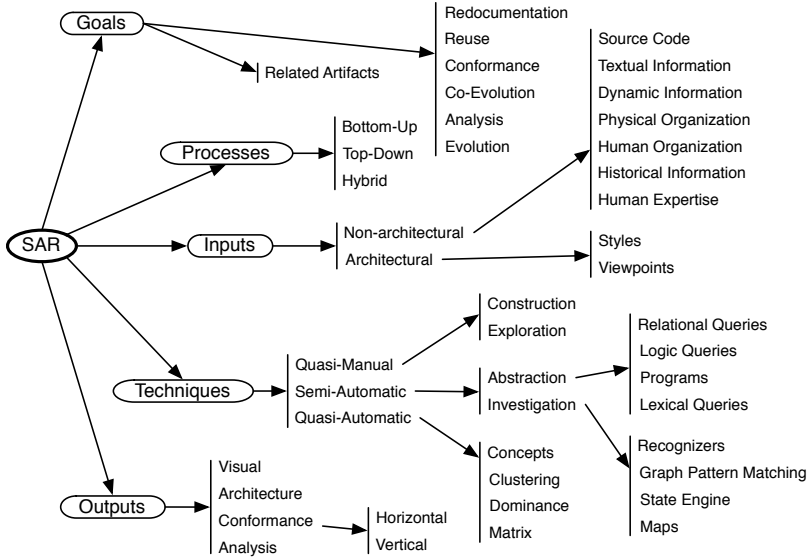 Goals
Redocumentation
Reuse
Conformance
Co-Evolution
Analysis
Evolution
Related Artifacts
Source Code
Textual Information
Dynamic Information
Physical Organization
Human Organization
Historical Information
Human Expertise
Processes
Bottom-Up
Top-Down
Hybrid
SAR
Inputs
Non-architectural
Architectural
Styles
Viewpoints
Techniques
Quasi-Manual
Semi-Automatic
Quasi-Automatic
Construction
Exploration
Abstraction
Investigation
Relational Queries
Logic Queries
Programs
Lexical Queries
Concepts
Clustering
Dominance
Matrix
Recognizers
Graph Pattern Matching
State Engine
Maps
Outputs
Visual
Architecture
Conformance
Analysis
Horizontal
Vertical